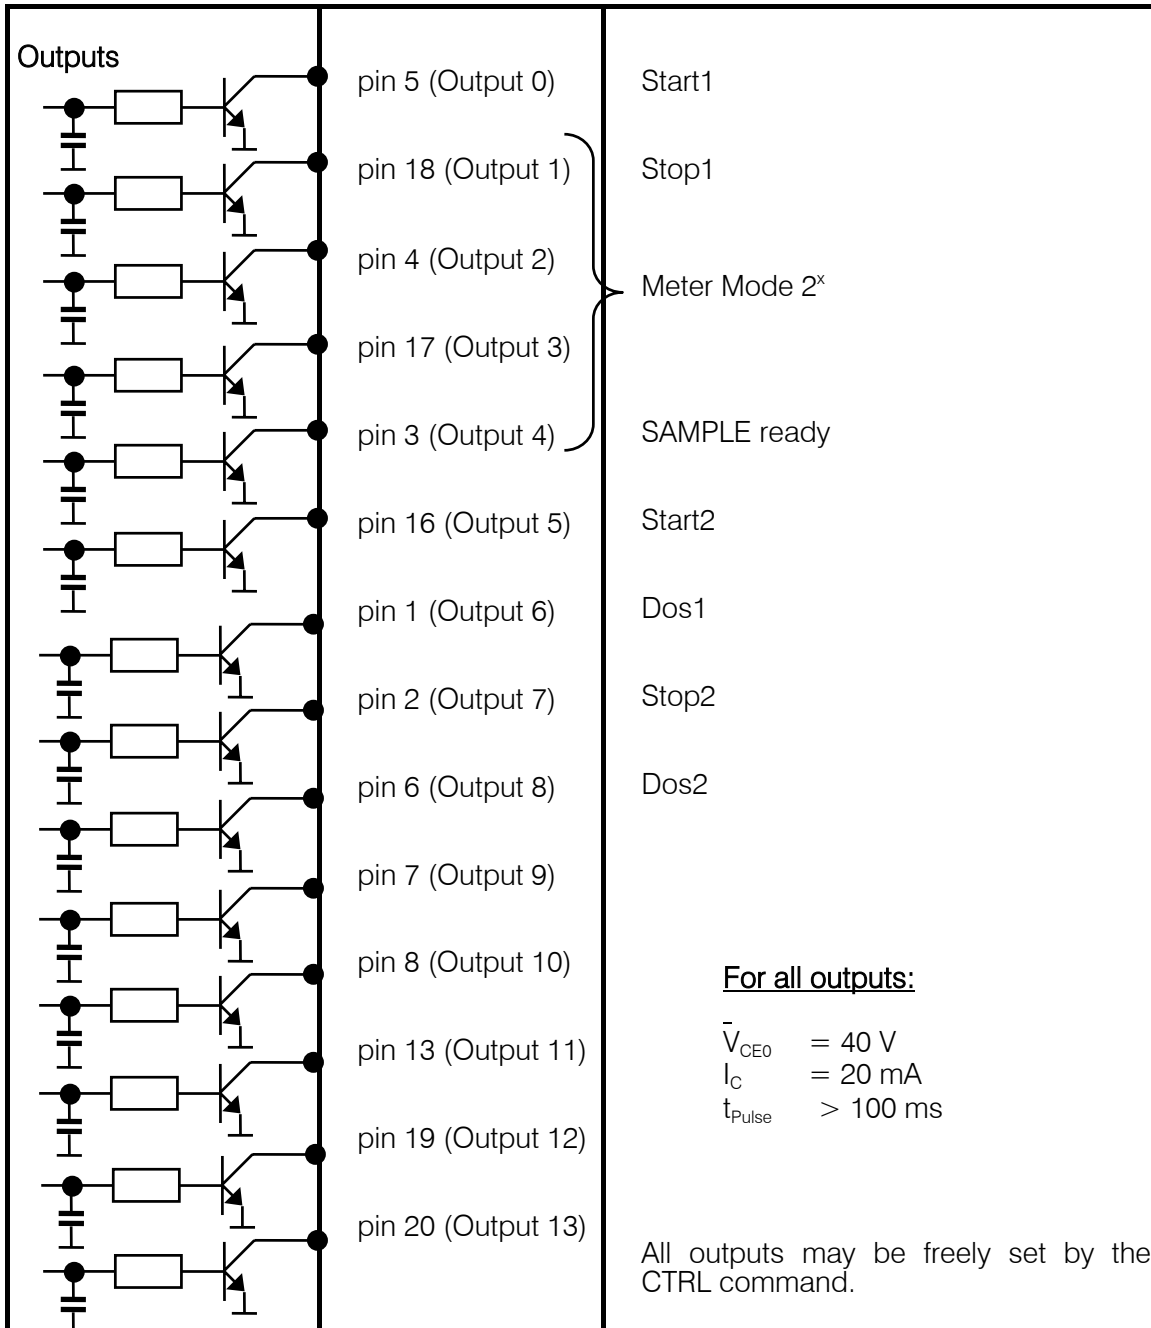 Outputs
pin 5 (Output 0) Start1
pin 18 (Output 1) Stop1
pin 4 (Output 2)
Meter Mode 2ˣ
pin 17 (Output 3)
pin 3 (Output 4) SAMPLE ready
pin 16 (Output 5) Start2
pin 1 (Output 6) Dos1
pin 2 (Output 7) Stop2
pin 6 (Output 8) Dos2
pin 7 (Output 9)
pin 8 (Output 10)
pin 13 (Output 11)
pin 19 (Output 12)
pin 20 (Output 13)
For all outputs:
V̄CE0 = 40 V
IC = 20 mA
tPulse > 100 ms
All outputs may be freely set by the
CTRL command.